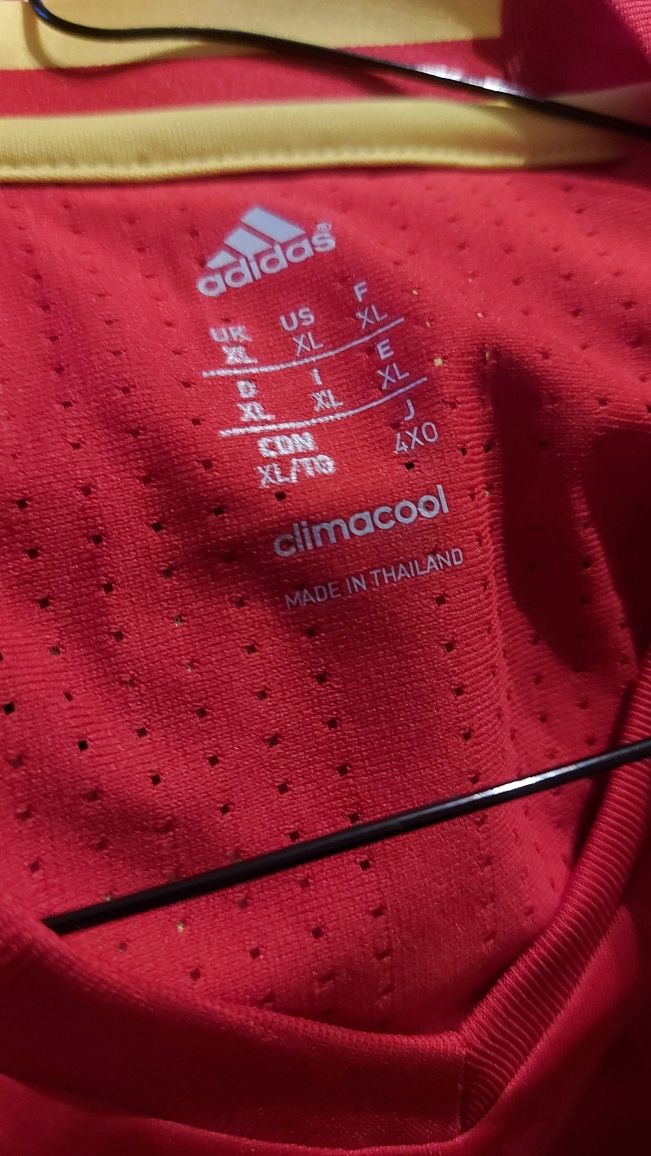 adidas®
UK US F
XL XL XL
D I E
XL XL XL
CDN J
XL/TG 4XO
climacool
MADE IN THAILAND